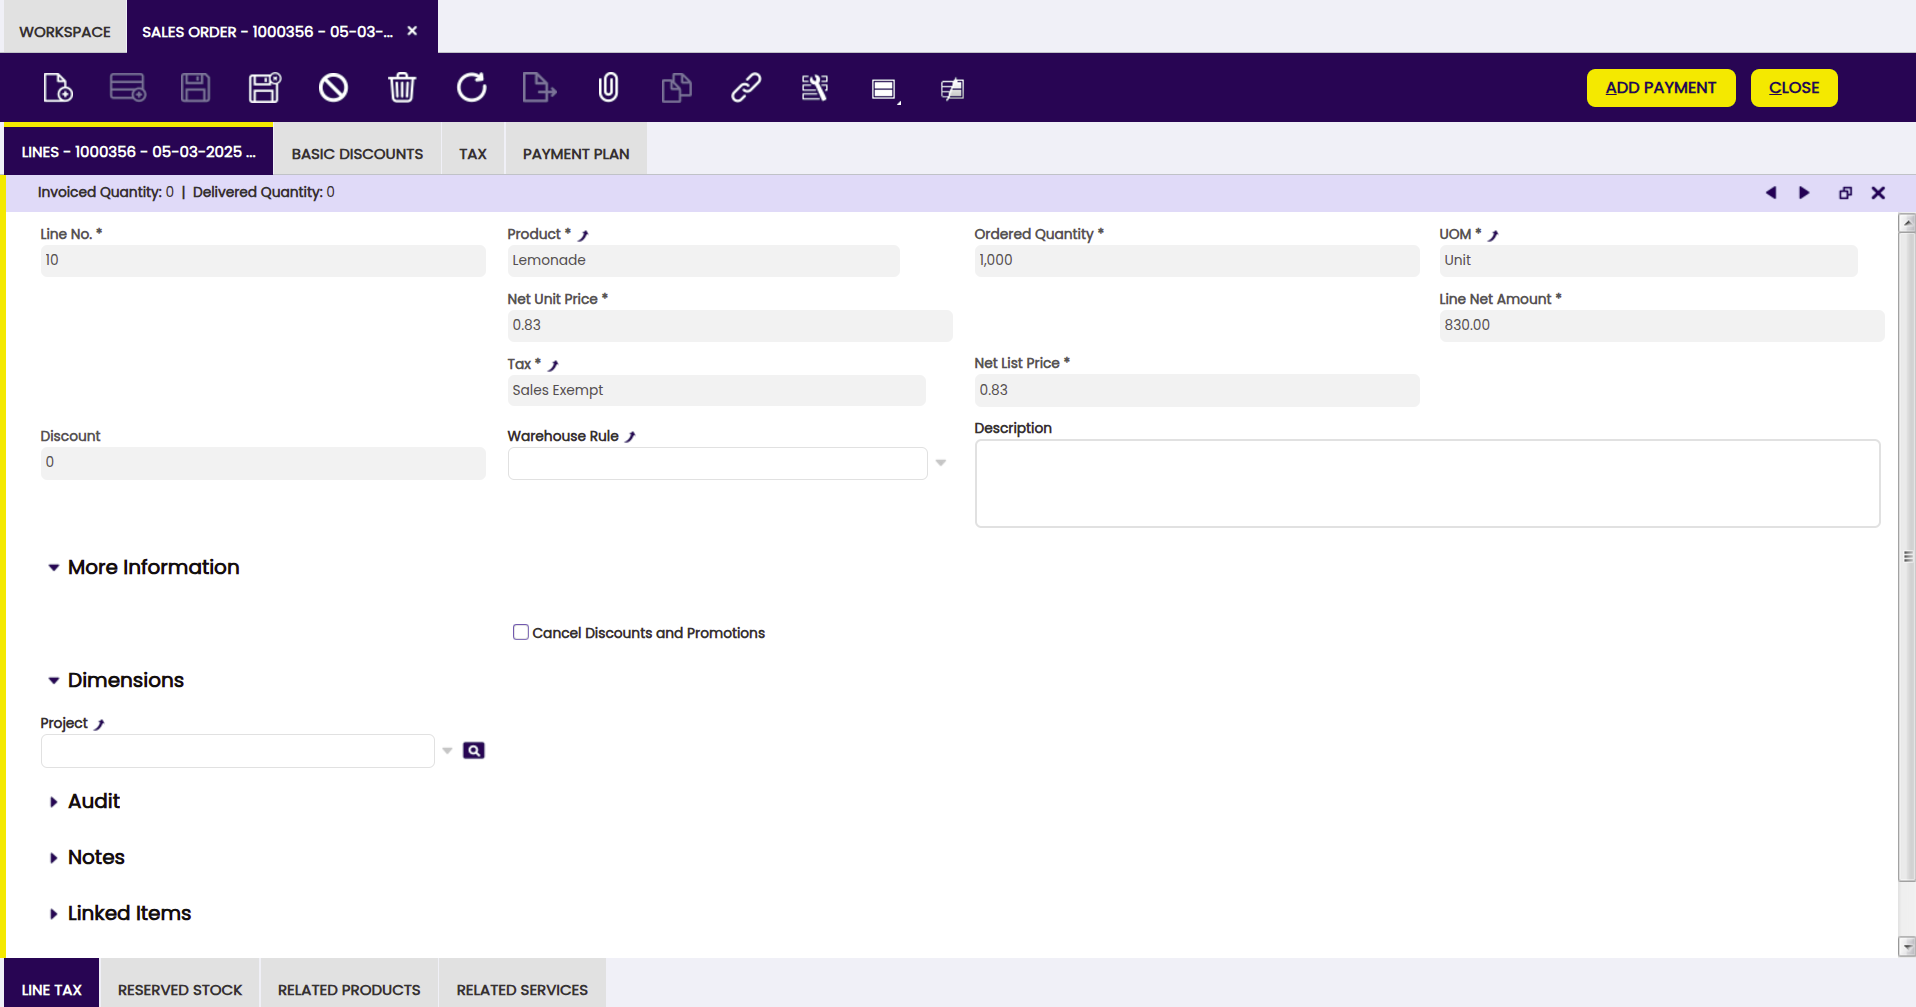 WORKSPACE
SALES ORDER - 1000356 - 05-03-...
ADD PAYMENT
CLOSE
LINES - 1000356 - 05-03-2025 ...
BASIC DISCOUNTS
TAX
PAYMENT PLAN
Invoiced Quantity: 0 | Delivered Quantity: 0
Line No. *
Product *
Ordered Quantity *
UOM *
10
Lemonade
1,000
Unit
Net Unit Price *
Line Net Amount *
0.83
830.00
Tax *
Net List Price *
Sales Exempt
0.83
Discount
Warehouse Rule
Description
0
More Information
Cancel Discounts and Promotions
Dimensions
Project
Audit
Notes
Linked Items
LINE TAX
RESERVED STOCK
RELATED PRODUCTS
RELATED SERVICES